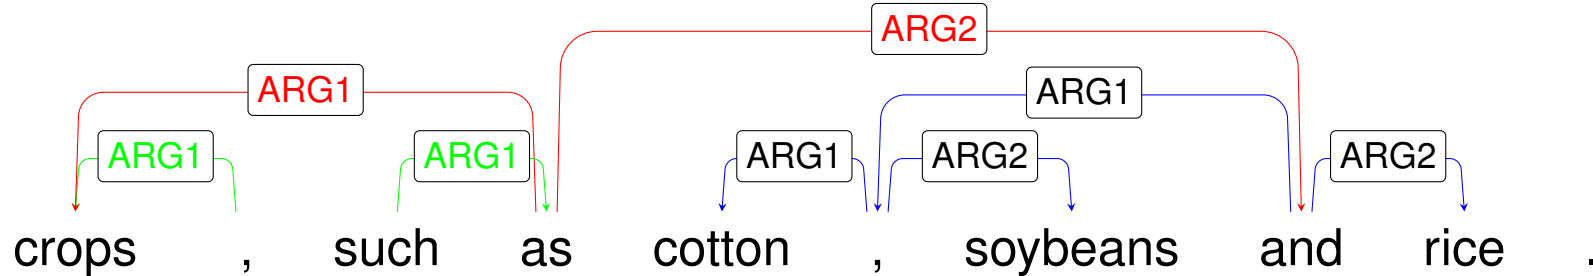 ARG2
ARG1 ARG1
ARG1 ARG1 ARG1 ARG2 ARG2
crops , such as cotton , soybeans and rice .